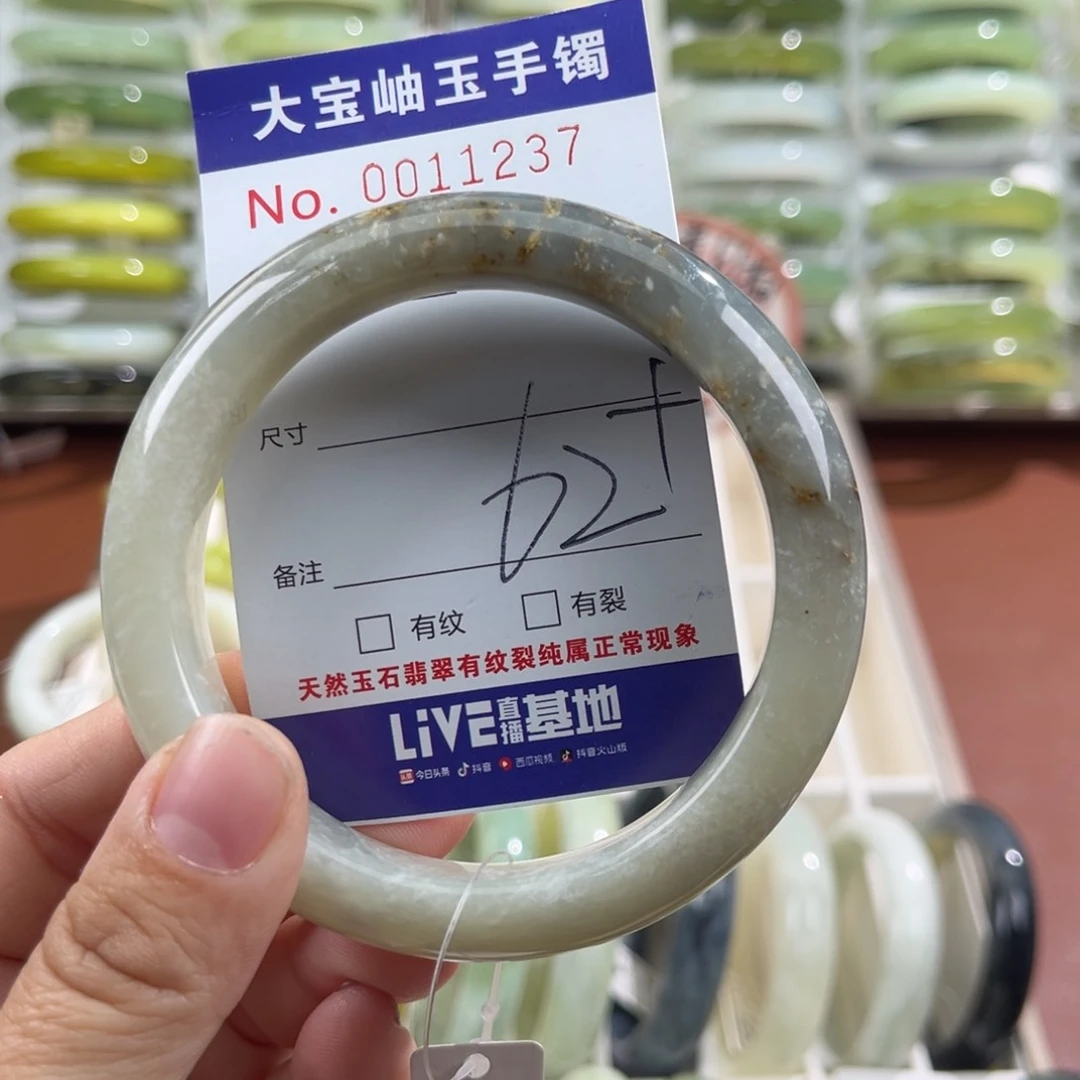 大宝岫玉手镯
No. 0011237
尺寸
62+
备注
有纹 有裂
天然玉石翡翠有纹裂纯属正常现象
LiVE直播基地
头条 今日头条 抖音 西瓜视频 抖音火山版